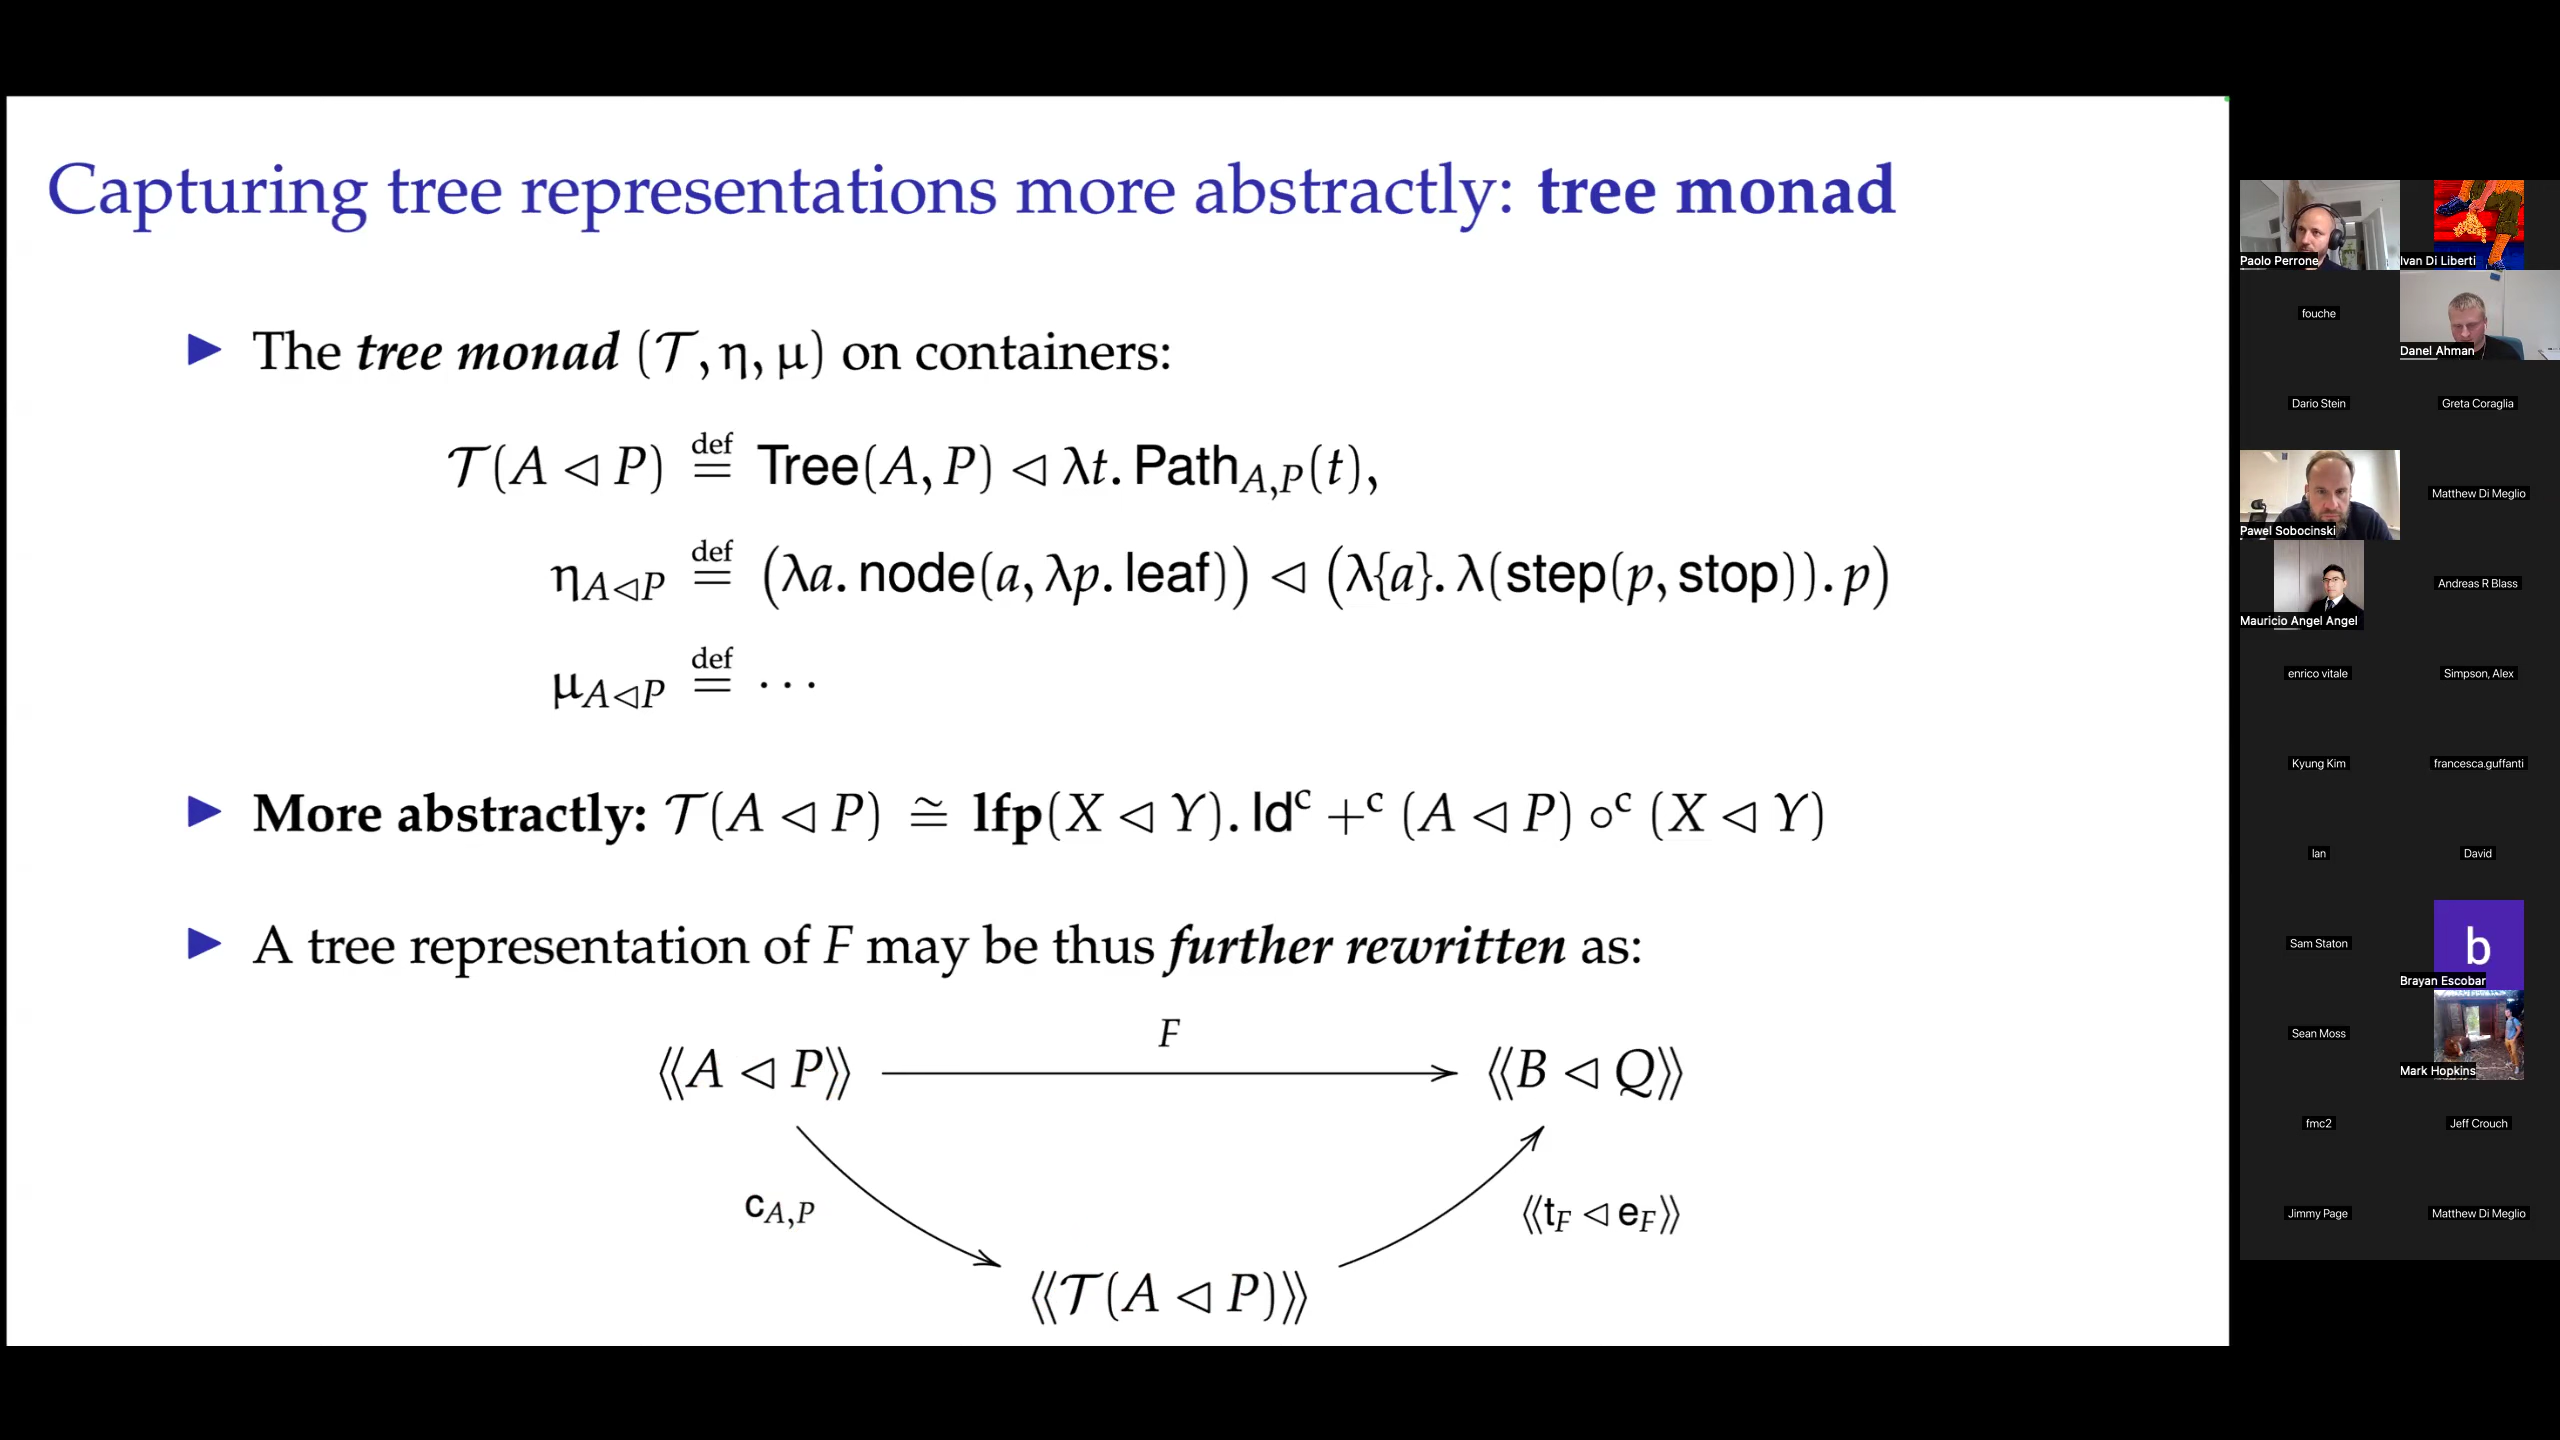 Capturing tree representations more abstractly: tree monad
▶ The tree monad (𝒯, η, μ) on containers:
𝒯(A ◁ P) ≝ Tree(A, P) ◁ λt. Path_{A,P}(t),
η_{A◁P} ≝ (λa. node(a, λp. leaf)) ◁ (λ{a}. λ(step(p, stop)). p)
μ_{A◁P} ≝ · · ·
▶ More abstractly: 𝒯(A ◁ P) ≅ lfp(X ◁ Y). Id^c +^c (A ◁ P) ∘^c (X ◁ Y)
▶ A tree representation of F may be thus further rewritten as:
F
⟪A ◁ P⟫ ⟪B ◁ Q⟫
c_{A,P} ⟪t_F ◁ e_F⟫
⟪𝒯(A ◁ P)⟫
Paolo Perrone
Ivan Di Liberti
fouche
Danel Ahman
Dario Stein
Greta Coraglia
Pawel Sobocinski
Matthew Di Meglio
Mauricio Angel Angel
Andreas R Blass
enrico vitale
Simpson, Alex
Kyung Kim
francesca.guffanti
Ian
David
Sam Staton
b
Brayan Escobar
Sean Moss
Mark Hopkins
fmc2
Jeff Crouch
Jimmy Page
Matthew Di Meglio